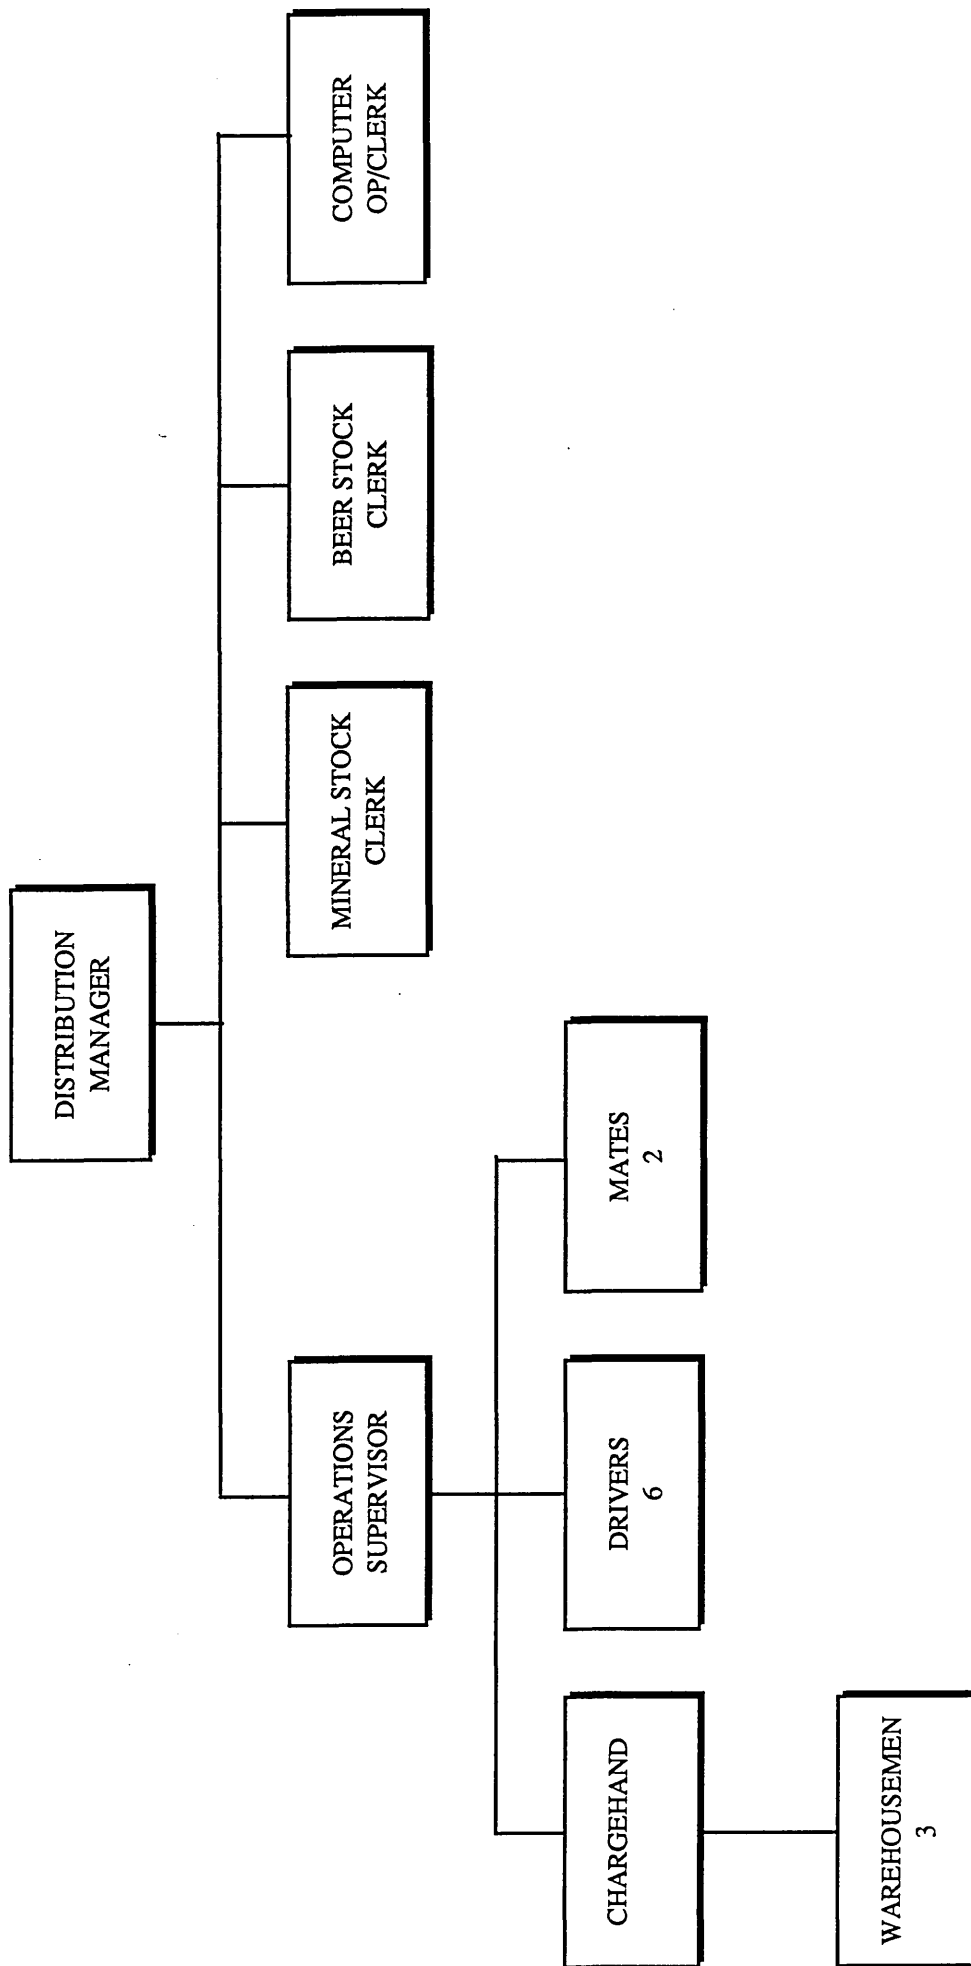 DISTRIBUTION
MANAGER
OPERATIONS
SUPERVISOR
MINERAL STOCK
CLERK
BEER STOCK
CLERK
COMPUTER
OP/CLERK
CHARGEHAND
DRIVERS
6
MATES
2
WAREHOUSEMEN
3